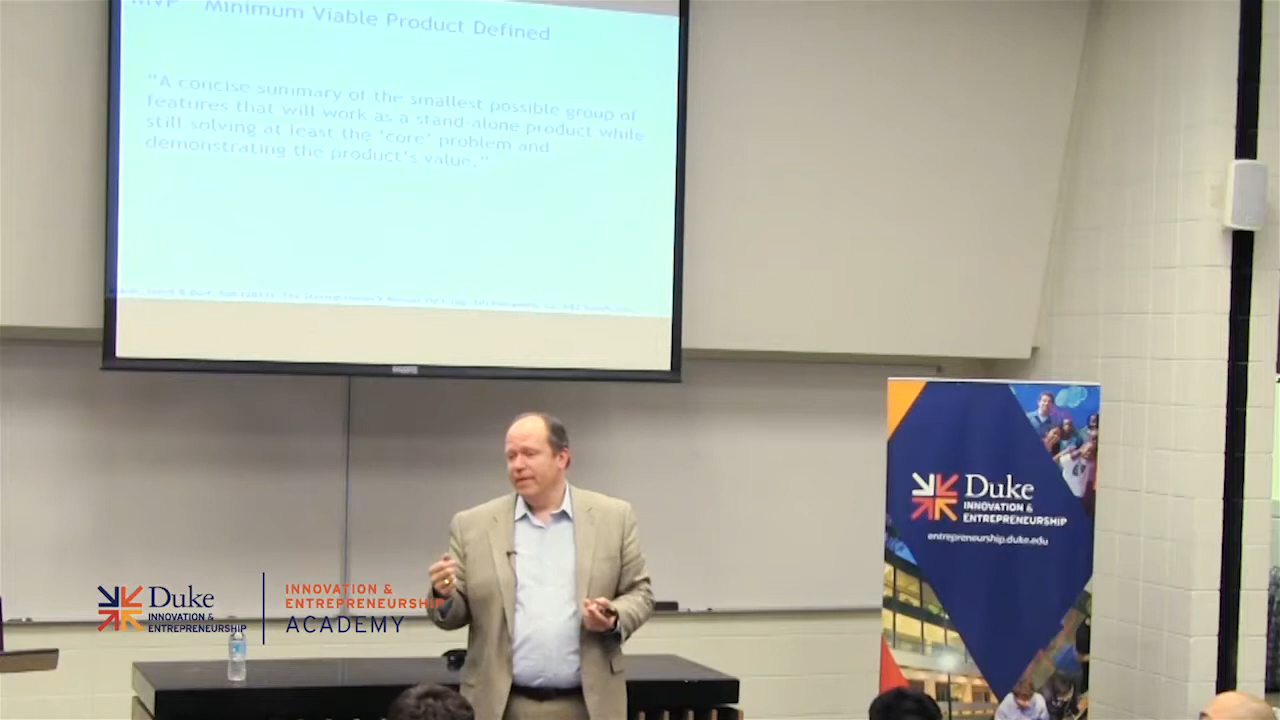 MVP Minimum Viable Product Defined
"A concise summary of the smallest possible group of
features that will work as a stand-alone product while
still solving at least the 'core' problem and
demonstrating the product's value."
Duke
INNOVATION &
ENTREPRENEURSHIP
entrepreneurship.duke.edu
Duke
INNOVATION &
ENTREPRENEURSHIP
INNOVATION &
ENTREPRENEURSHIP
ACADEMY